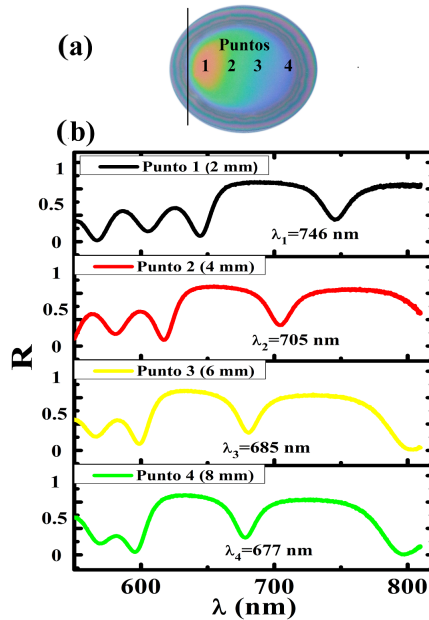 (a)
Puntos
1 2 3 4
(b)
R
1
0.5
0
Punto 1 (2 mm)
λ1=746 nm
1
0.5
0
Punto 2 (4 mm)
λ2=705 nm
1
0.5
0
Punto 3 (6 mm)
λ3=685 nm
1
0.5
0
Punto 4 (8 mm)
λ4=677 nm
600 700 800
λ (nm)